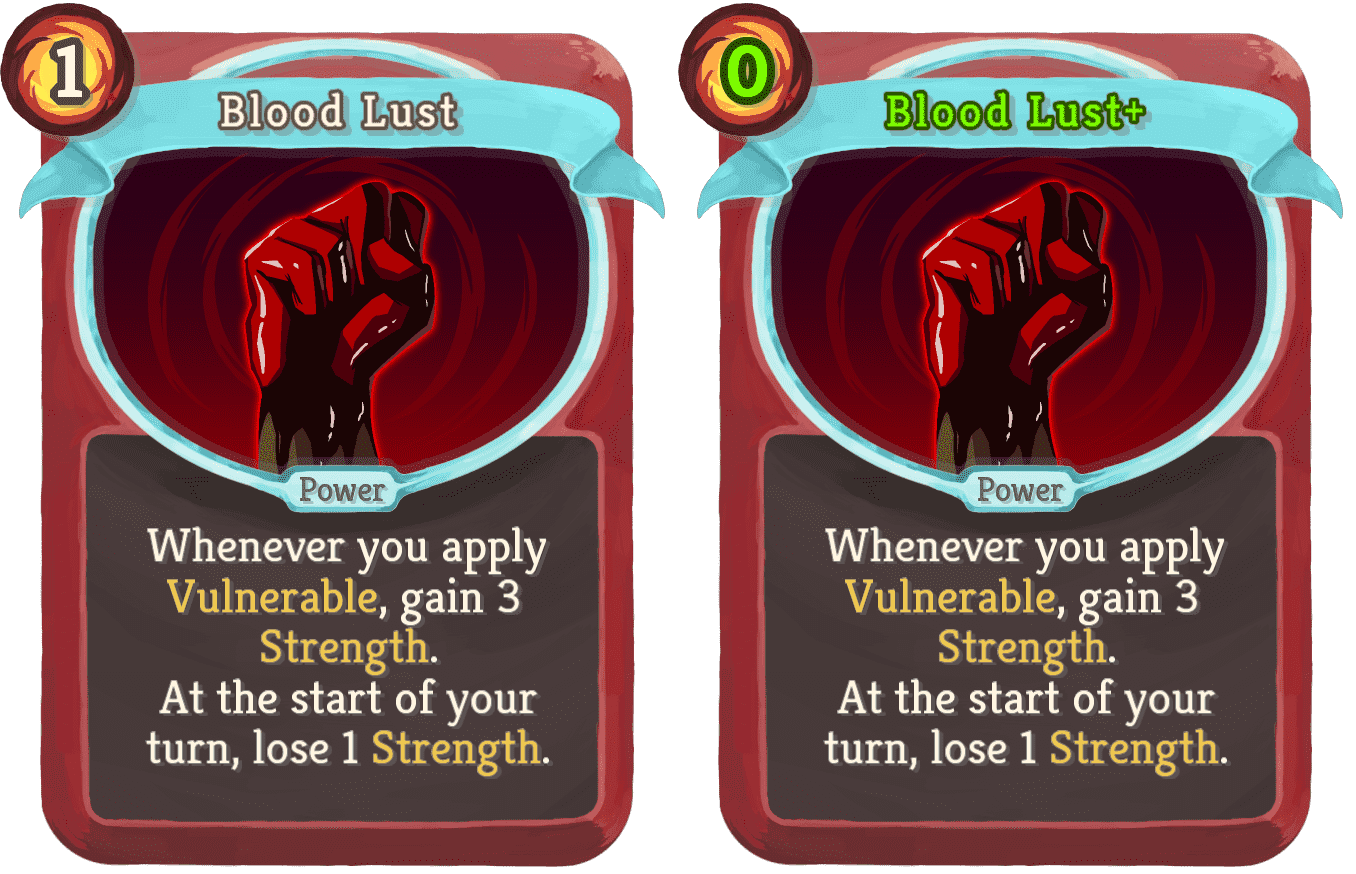 1
Blood Lust
Power
Whenever you apply
Vulnerable, gain 3
Strength.
At the start of your
turn, lose 1 Strength.
0
Blood Lust+
Power
Whenever you apply
Vulnerable, gain 3
Strength.
At the start of your
turn, lose 1 Strength.